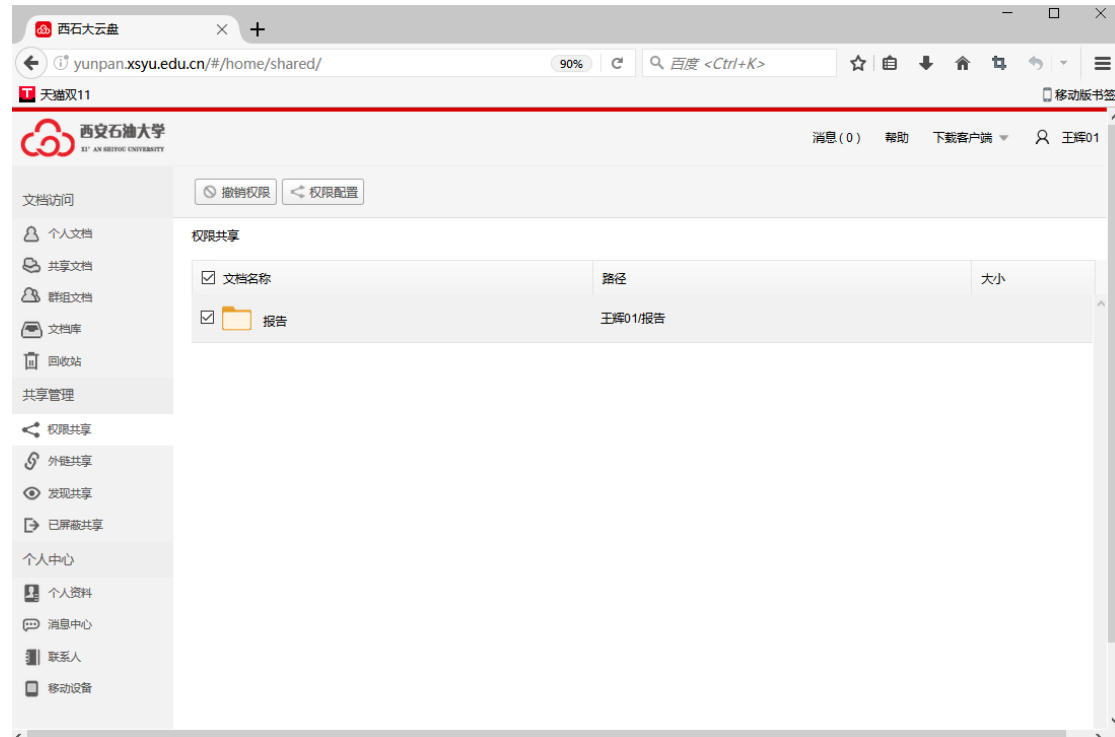 西石大云盘
yunpan.xsyu.edu.cn/#/home/shared/
90%
百度 <Ctrl+K>
天猫双11
移动版书签
西安石油大学
XI' AN SHIYOU UNIVERSITY
消息(0)
帮助
下载客户端
王辉01
文档访问
撤销权限
权限配置
个人文档
共享文档
群组文档
文档库
回收站
共享管理
权限共享
外链共享
发现共享
已屏蔽共享
个人中心
个人资料
消息中心
联系人
移动设备
权限共享
文档名称
路径
大小
报告
王辉01/报告